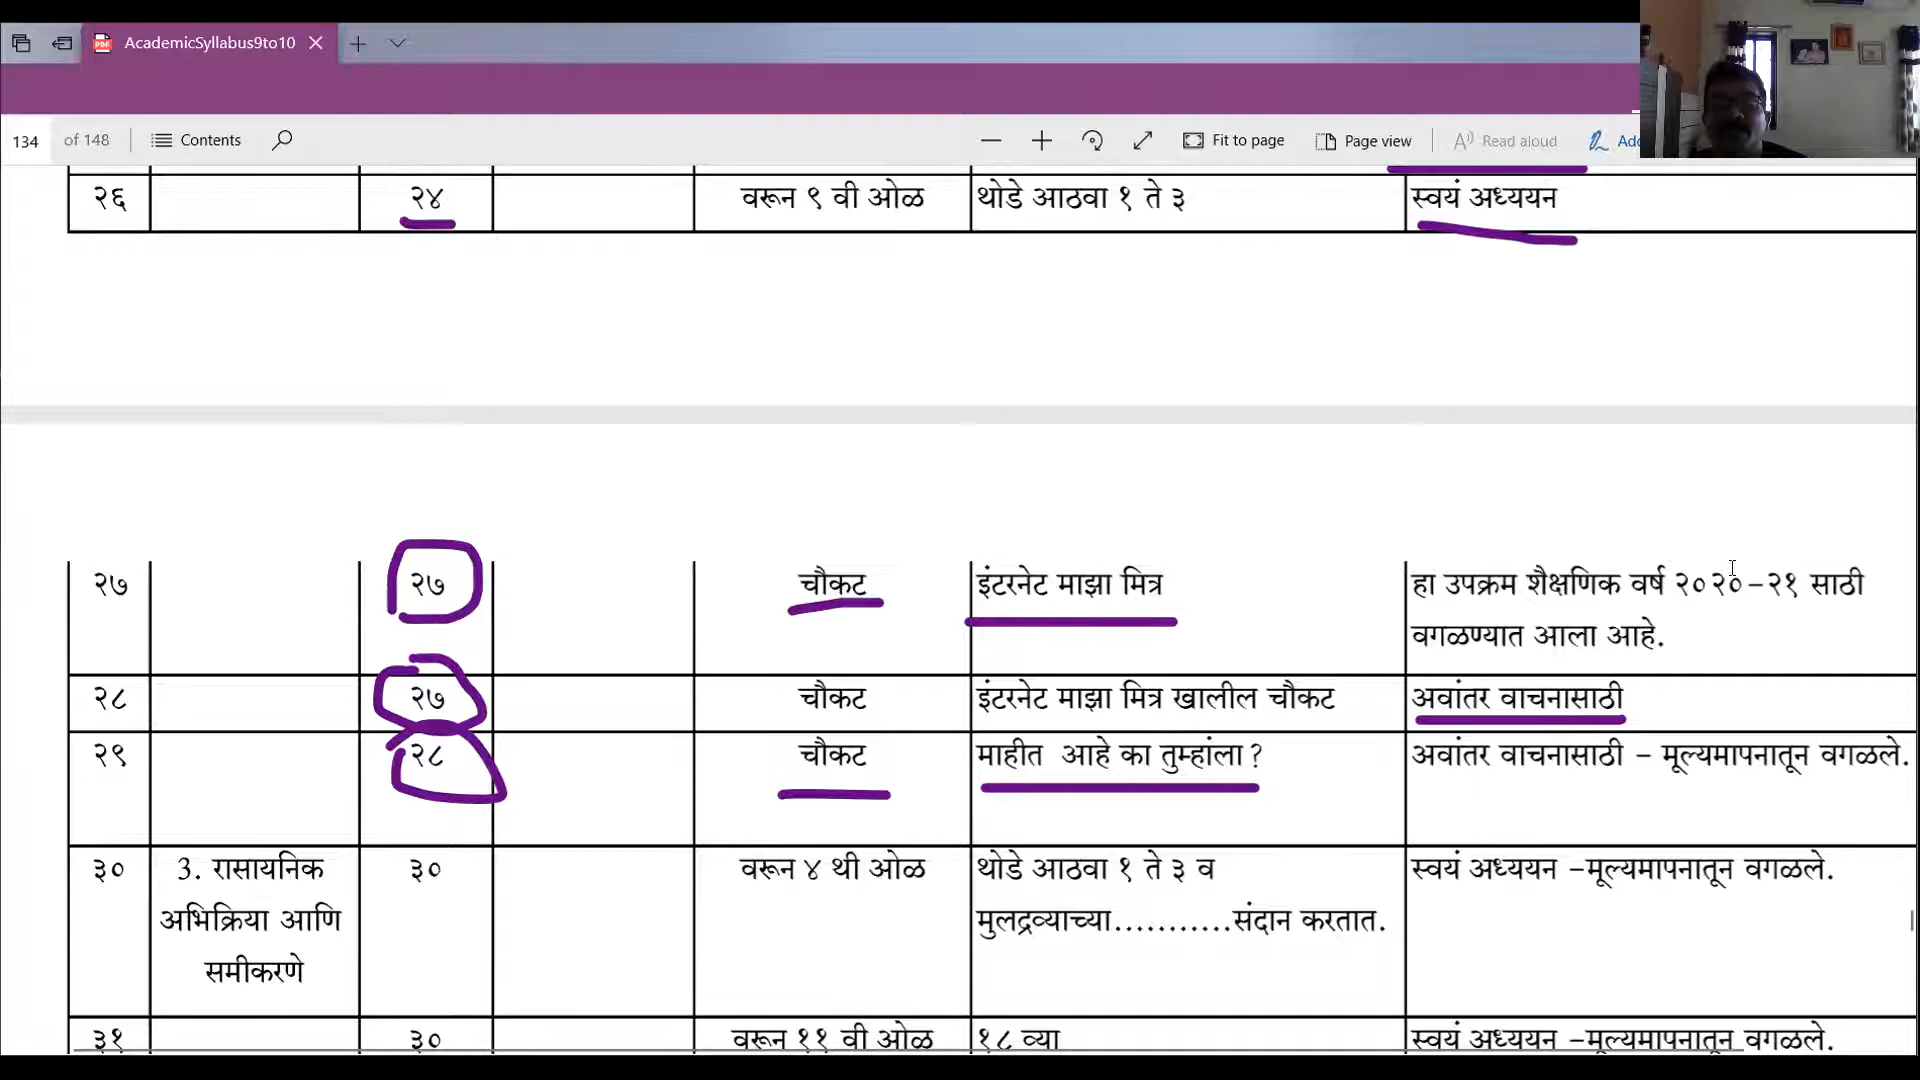 AcademicSyllabus9to10
134 of 148 Contents Fit to page Page view Read aloud
२६ २४ वरून ९ वी ओळ थोडे आठवा १ ते ३ स्वयं अध्ययन
२७ २७ चौकट इंटरनेट माझा मित्र हा उपक्रम शैक्षणिक वर्ष २०२०-२१ साठी
वगळण्यात आला आहे.
२८ २७ चौकट इंटरनेट माझा मित्र खालील चौकट अवांतर वाचनासाठी
२९ २८ चौकट माहीत आहे का तुम्हांला? अवांतर वाचनासाठी - मूल्यमापनातून वगळले.
३० 3. रासायनिक ३० वरून ४ थी ओळ थोडे आठवा १ ते ३ व स्वयं अध्ययन -मूल्यमापनातून वगळले.
अभिक्रिया आणि मुलद्रव्याच्या...........संदान करतात.
समीकरणे
३१ ३० वरून ११ वी ओळ १८ व्या स्वयं अध्ययन -मूल्यमापनातून वगळले.